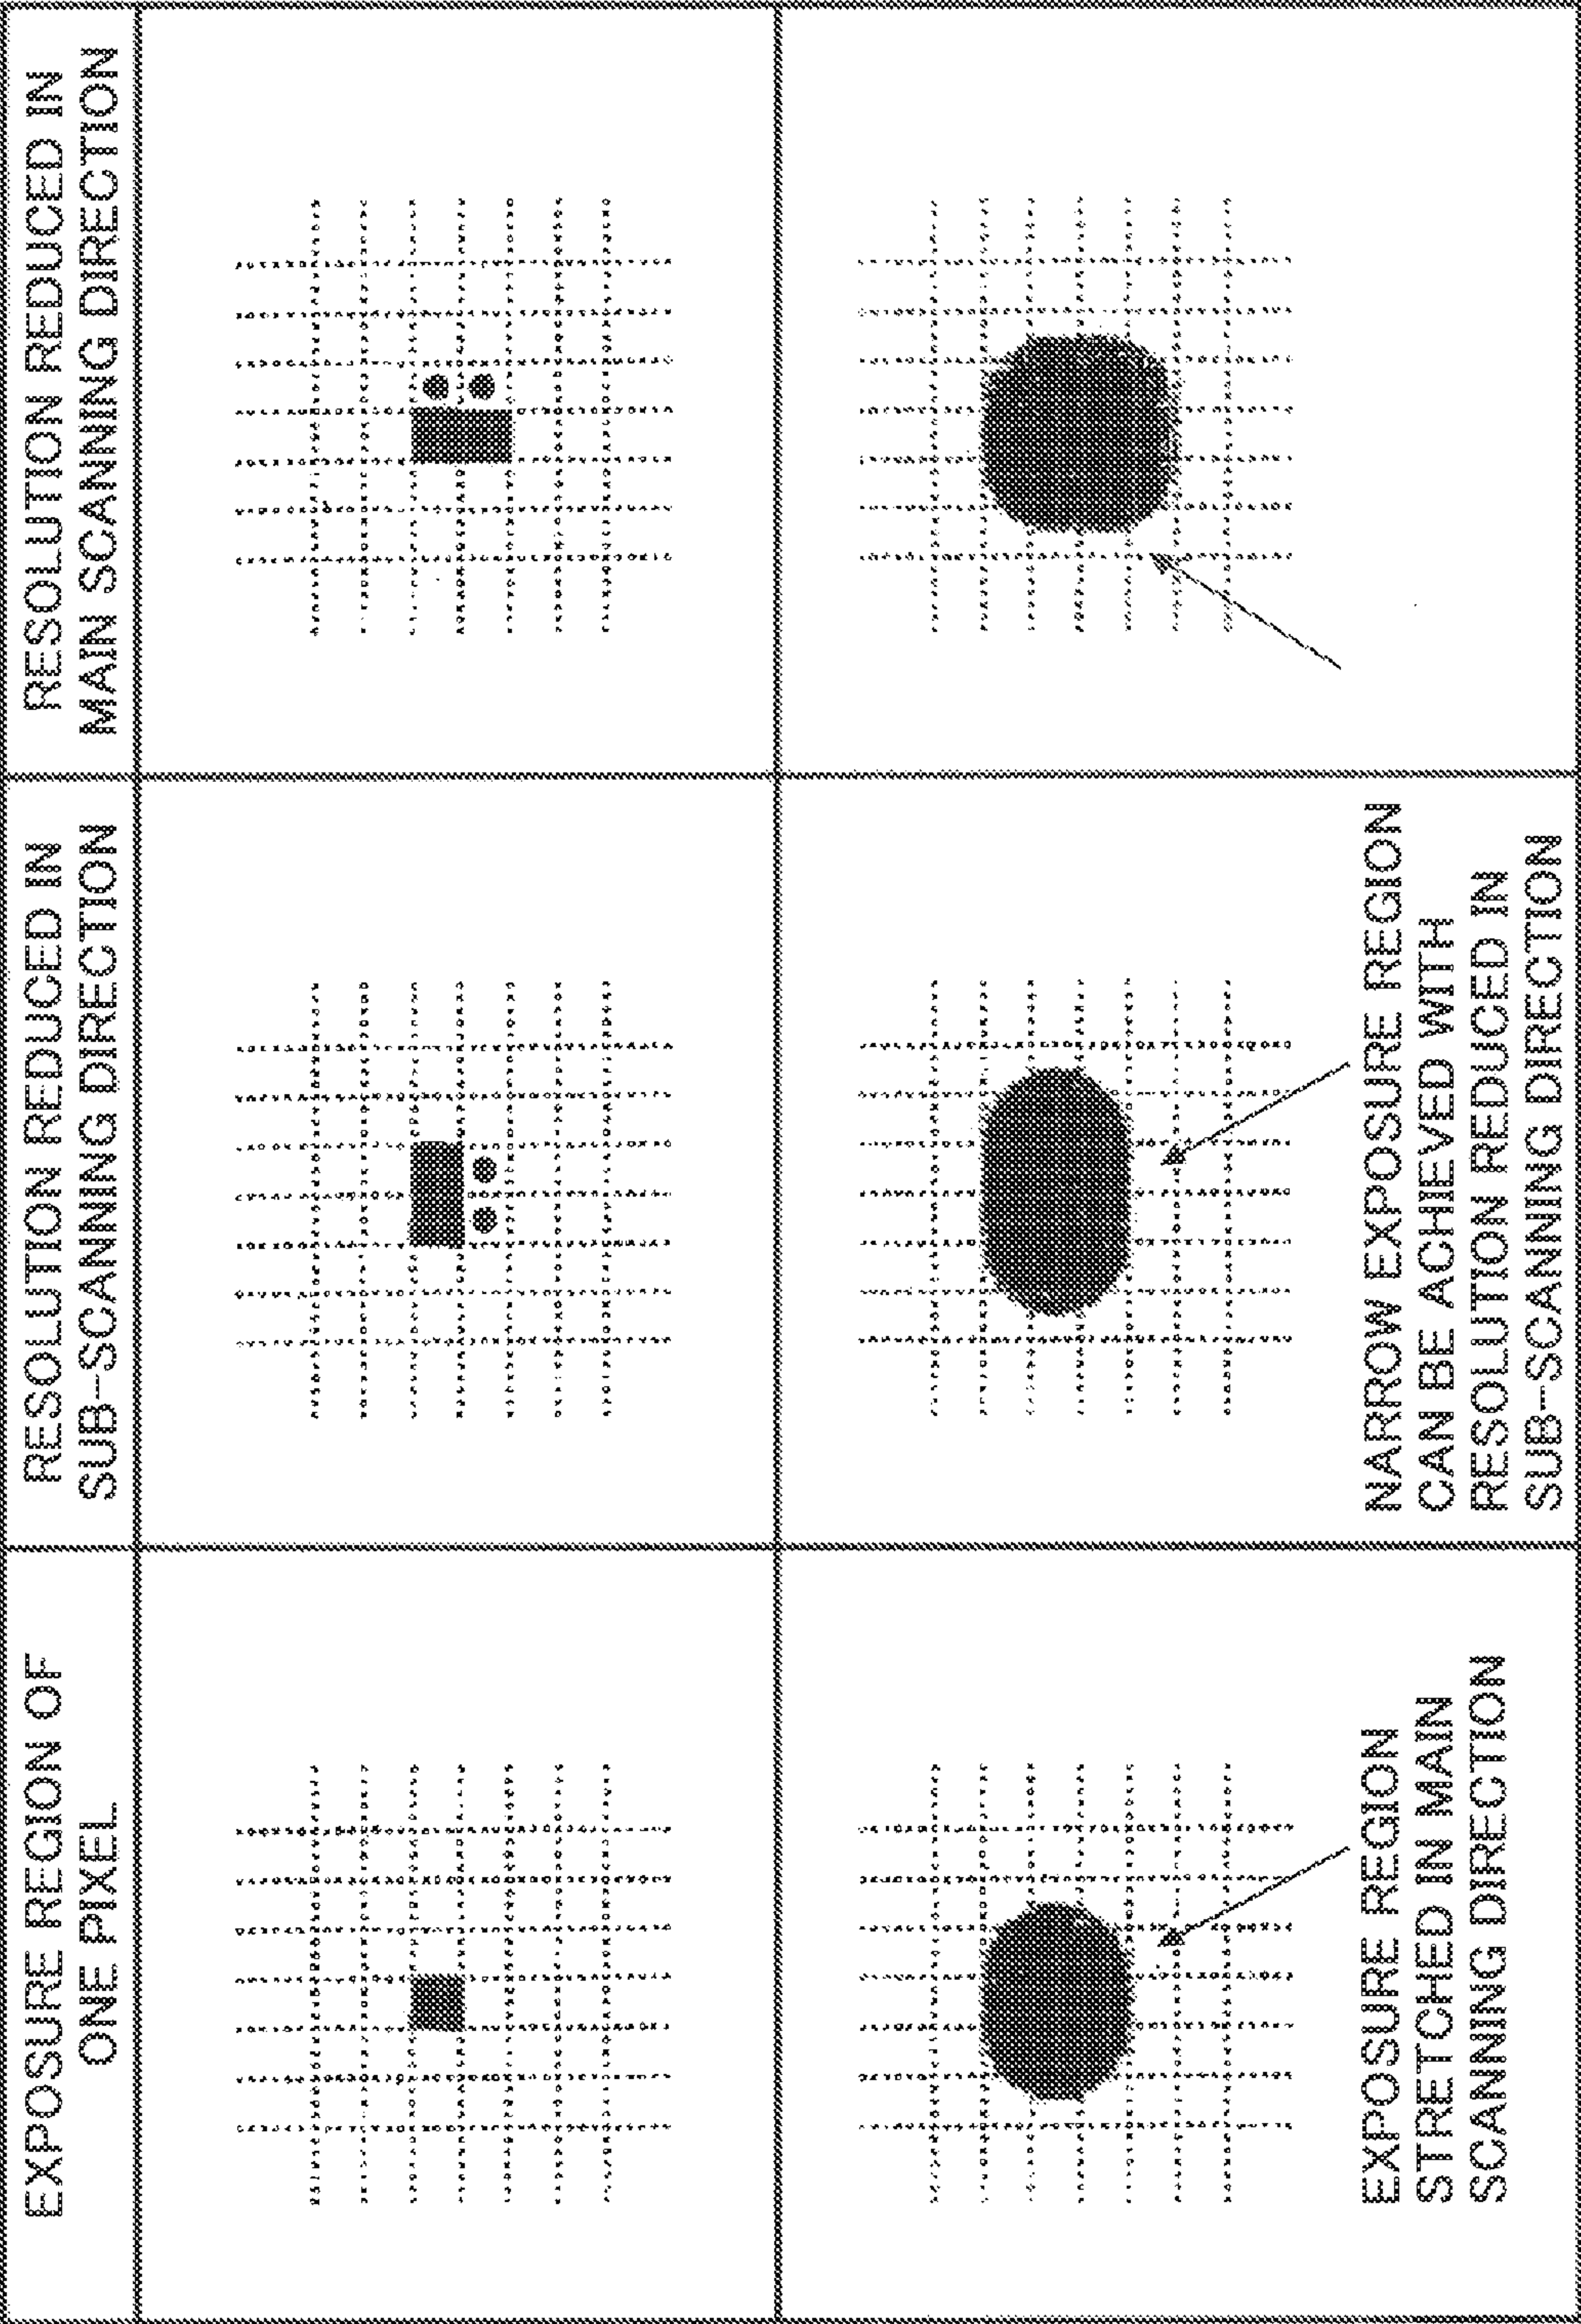 EXPOSURE REGION OF
ONE PIXEL
RESOLUTION REDUCED IN
SUB-SCANNING DIRECTION
RESOLUTION REDUCED IN
MAIN SCANNING DIRECTION
EXPOSURE REGION
STRETCHED IN MAIN
SCANNING DIRECTION
NARROW EXPOSURE REGION
CAN BE ACHIEVED WITH
RESOLUTION REDUCED IN
SUB-SCANNING DIRECTION